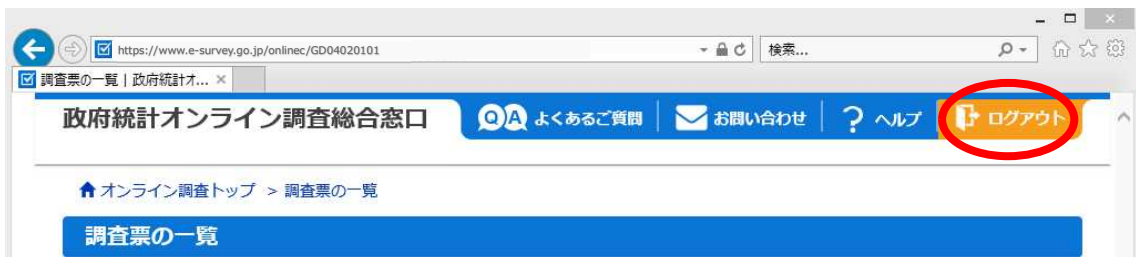 https://www.e-survey.go.jp/onlinec/GD04020101
検索...
調査票の一覧 | 政府統計オ...
政府統計オンライン調査総合窓口
QA よくあるご質問
お問い合わせ
? ヘルプ
ログアウト
オンライン調査トップ > 調査票の一覧
調査票の一覧